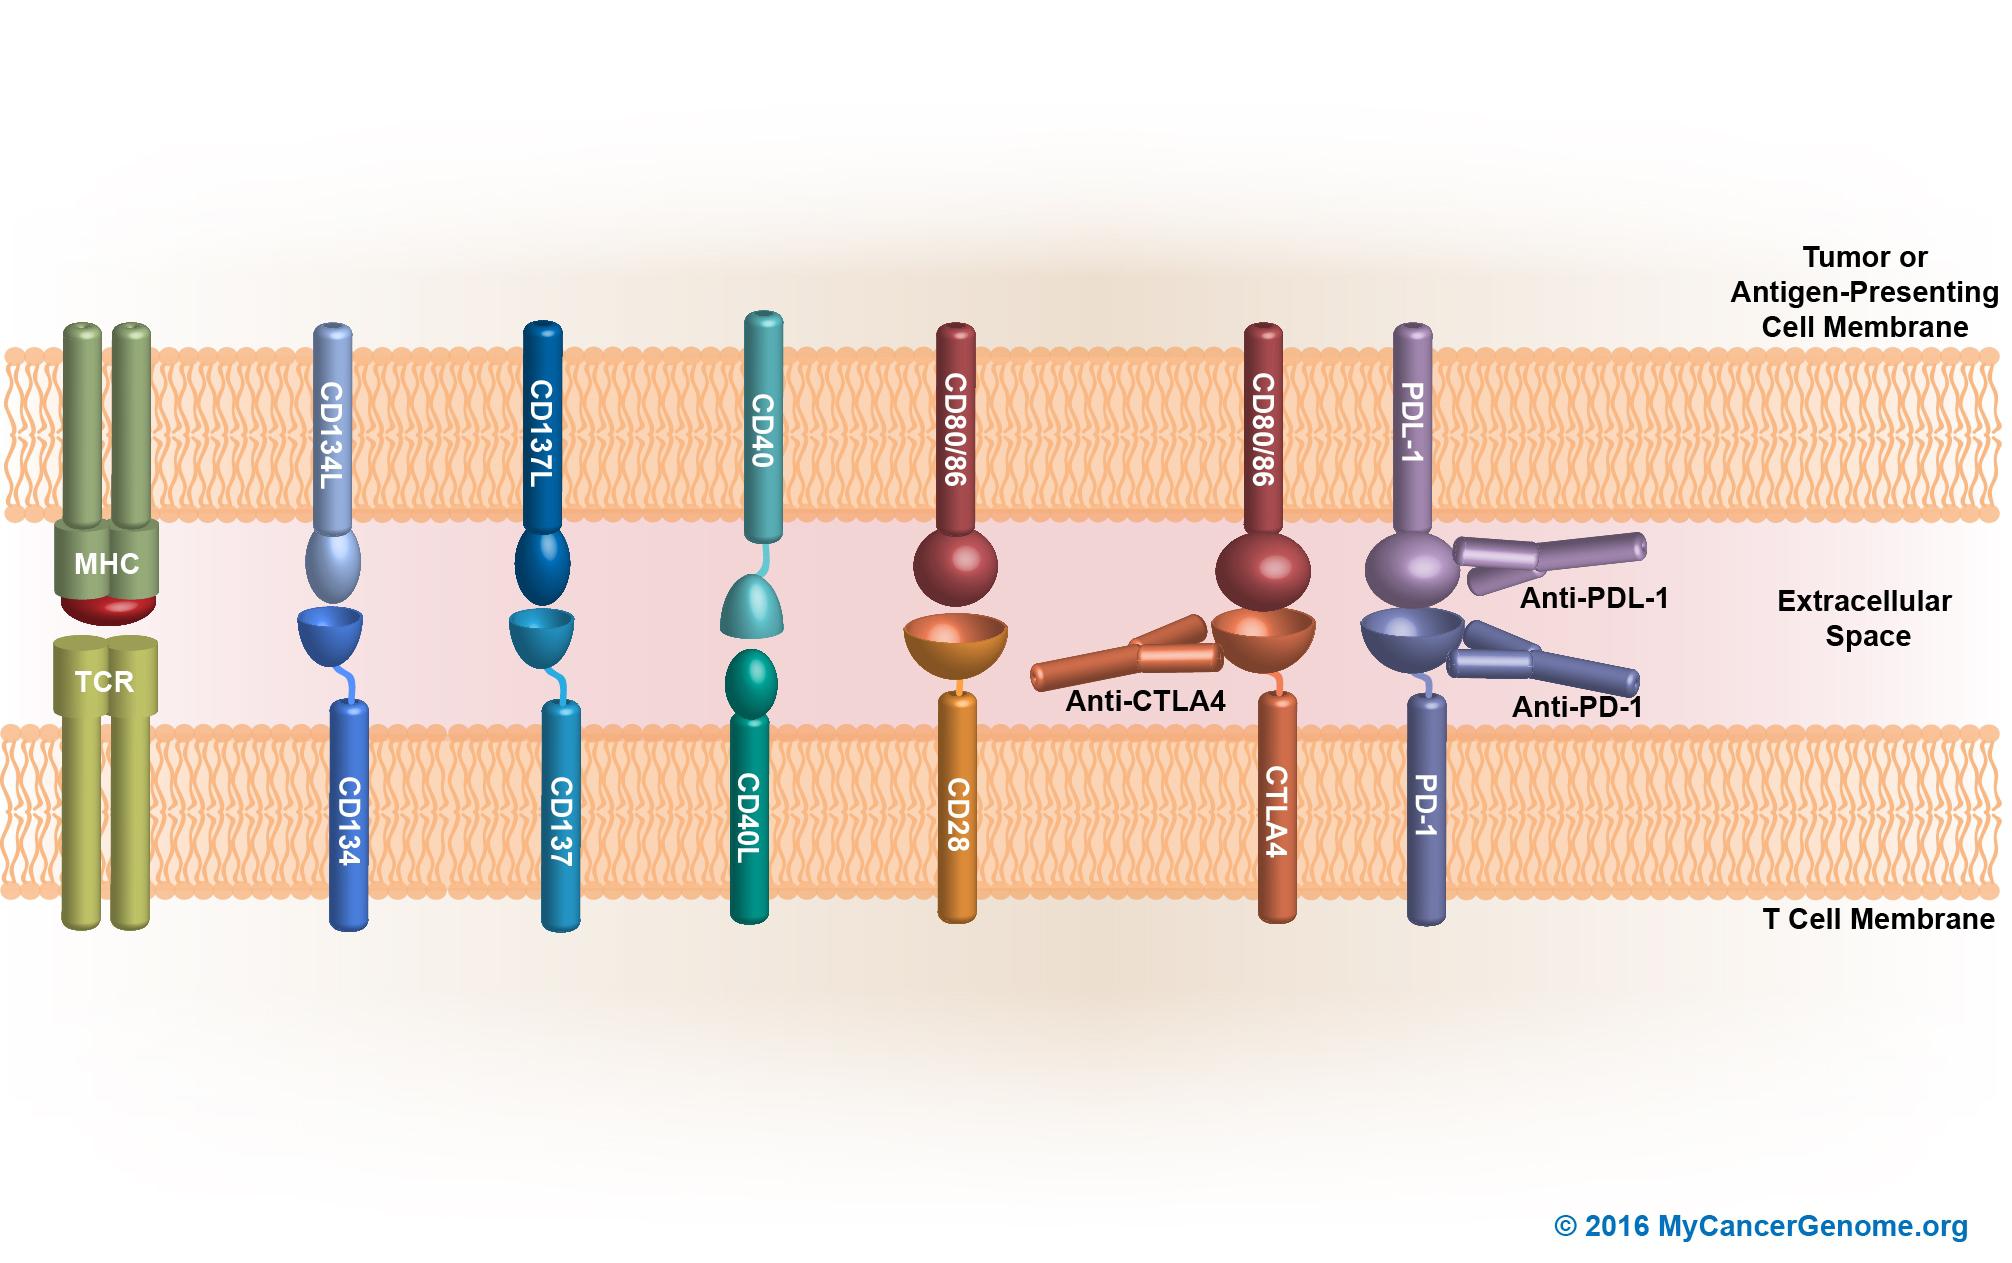 Tumor or
Antigen-Presenting
Cell Membrane
CD134L
CD137L
CD40
CD80/86
CD80/86
PDL-1
MHC
TCR
Anti-PDL-1
Extracellular
Space
Anti-CTLA4
Anti-PD-1
CD134
CD137
CD40L
CD28
CTLA4
PD-1
T Cell Membrane
© 2016 MyCancerGenome.org